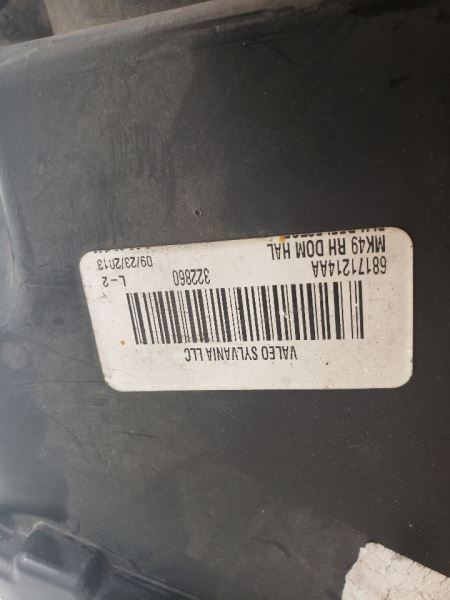 VALEO SYLVANIA LLC
68171214AA 322860 L-2
MK49 RH DOM HAL 09/23/2013